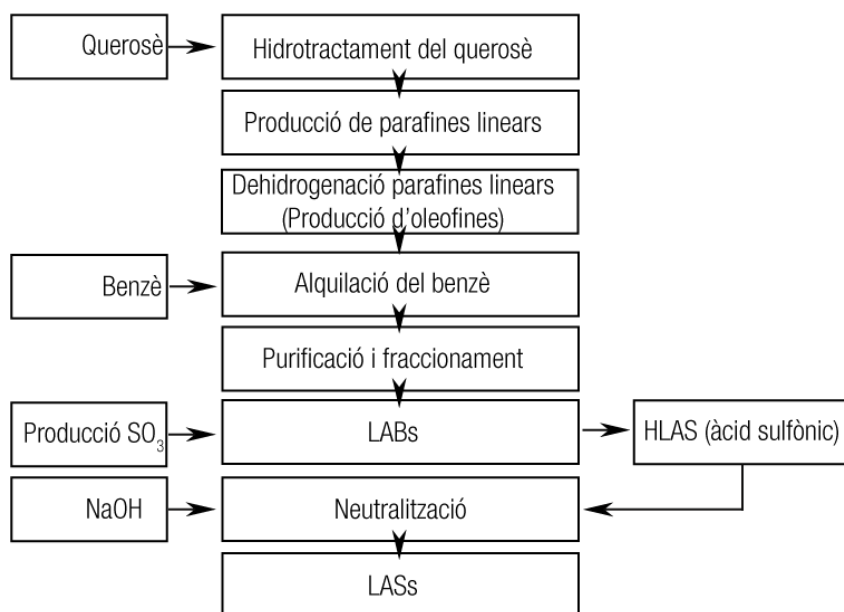 Querosè
Hidrotractament del querosè
Producció de parafines linears
Dehidrogenació parafines linears
(Producció d'oleofines)
Benzè
Alquilació del benzè
Purificació i fraccionament
Producció SO₃
LABs
HLAS (àcid sulfònic)
NaOH
Neutralització
LASs